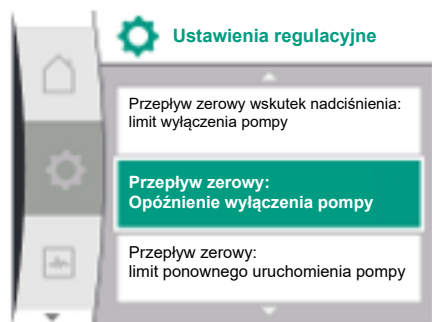 Ustawienia regulacyjne
Przepływ zerowy wskutek nadciśnienia:
limit wyłączenia pompy
Przepływ zerowy:
Opóźnienie wyłączenia pompy
Przepływ zerowy:
limit ponownego uruchomienia pompy